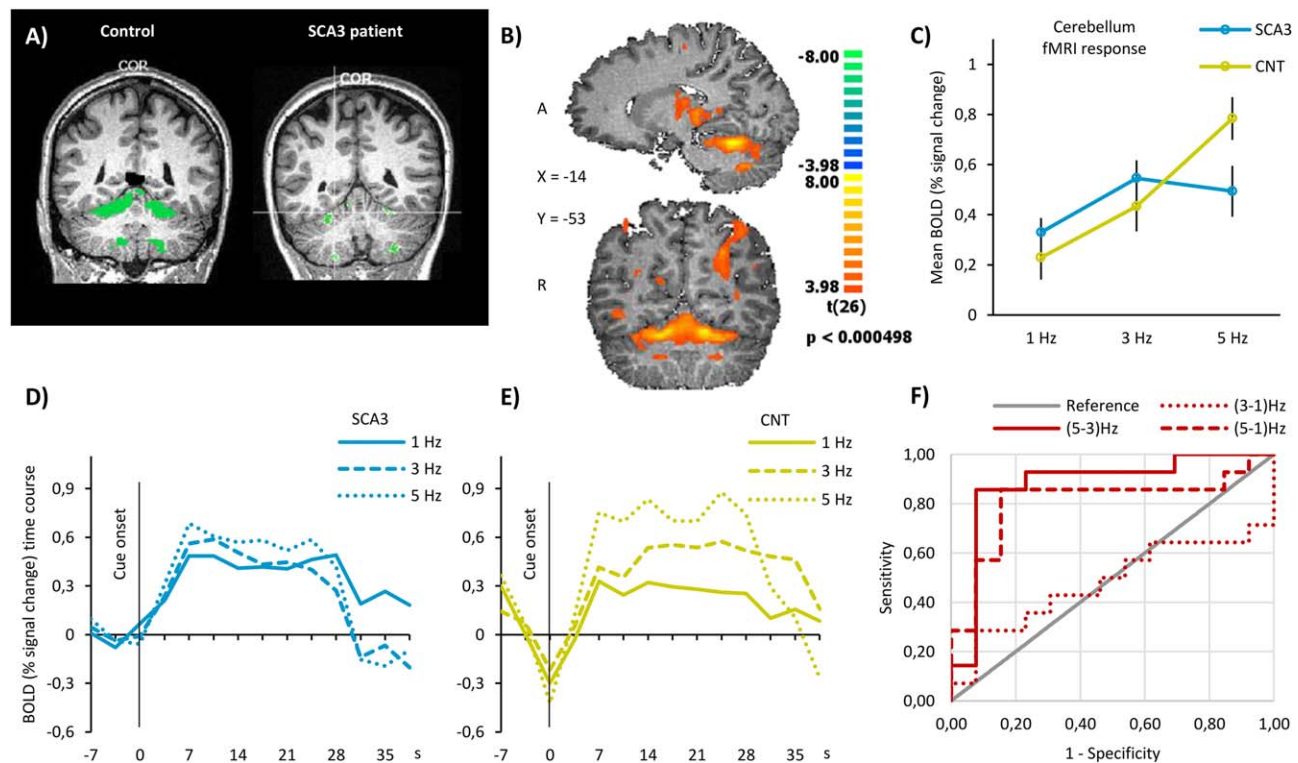 A)
Control
SCA3 patient
COR
COR
B)
A
X = -14
Y = -53
R
-8.00
-3.98
8.00
3.98
t(26)
p < 0.000498
C)
Cerebellum
fMRI response
SCA3
CNT
Mean BOLD (% signal change)
1
0,8
0,6
0,4
0,2
0
1 Hz
3 Hz
5 Hz
D)
SCA3
1 Hz
3 Hz
5 Hz
BOLD (% signal change) time course
Cue onset
0,9
0,6
0,3
0
-0,3
-0,6
-7
0
7
14
21
28
35
s
E)
CNT
1 Hz
3 Hz
5 Hz
Cue onset
0,9
0,6
0,3
0
-0,3
-0,6
-7
0
7
14
21
28
35
s
F)
Reference
(3-1)Hz
(5-3)Hz
(5-1)Hz
Sensitivity
1,00
0,80
0,60
0,40
0,20
0,00
0,00
0,20
0,40
0,60
0,80
1,00
1 - Specificity